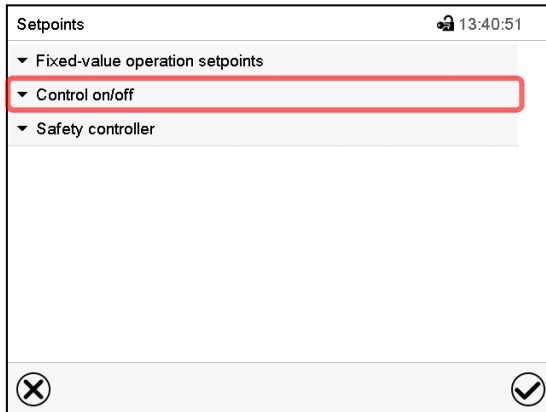 Setpoints 13:40:51
Fixed-value operation setpoints
Control on/off
Safety controller